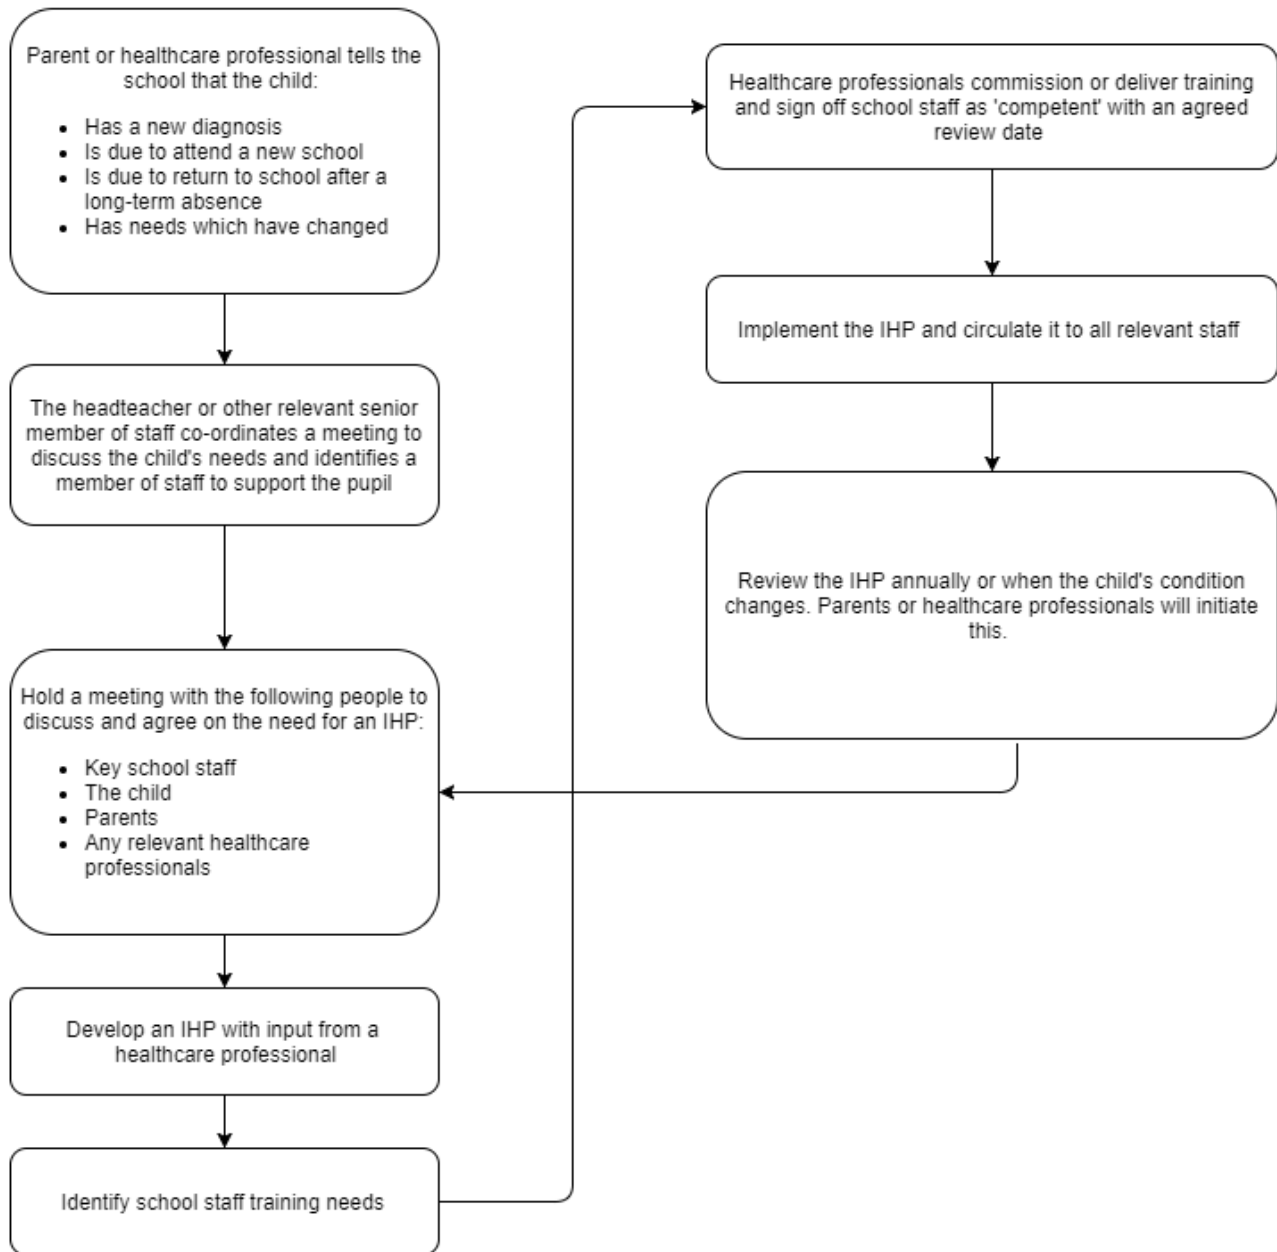 Parent or healthcare professional tells the
school that the child:
• Has a new diagnosis
• Is due to attend a new school
• Is due to return to school after a
long-term absence
• Has needs which have changed
The headteacher or other relevant senior
member of staff co-ordinates a meeting to
discuss the child's needs and identifies a
member of staff to support the pupil
Hold a meeting with the following people to
discuss and agree on the need for an IHP:
• Key school staff
• The child
• Parents
• Any relevant healthcare
professionals
Develop an IHP with input from a
healthcare professional
Identify school staff training needs
Healthcare professionals commission or deliver training
and sign off school staff as 'competent' with an agreed
review date
Implement the IHP and circulate it to all relevant staff
Review the IHP annually or when the child's condition
changes. Parents or healthcare professionals will initiate
this.